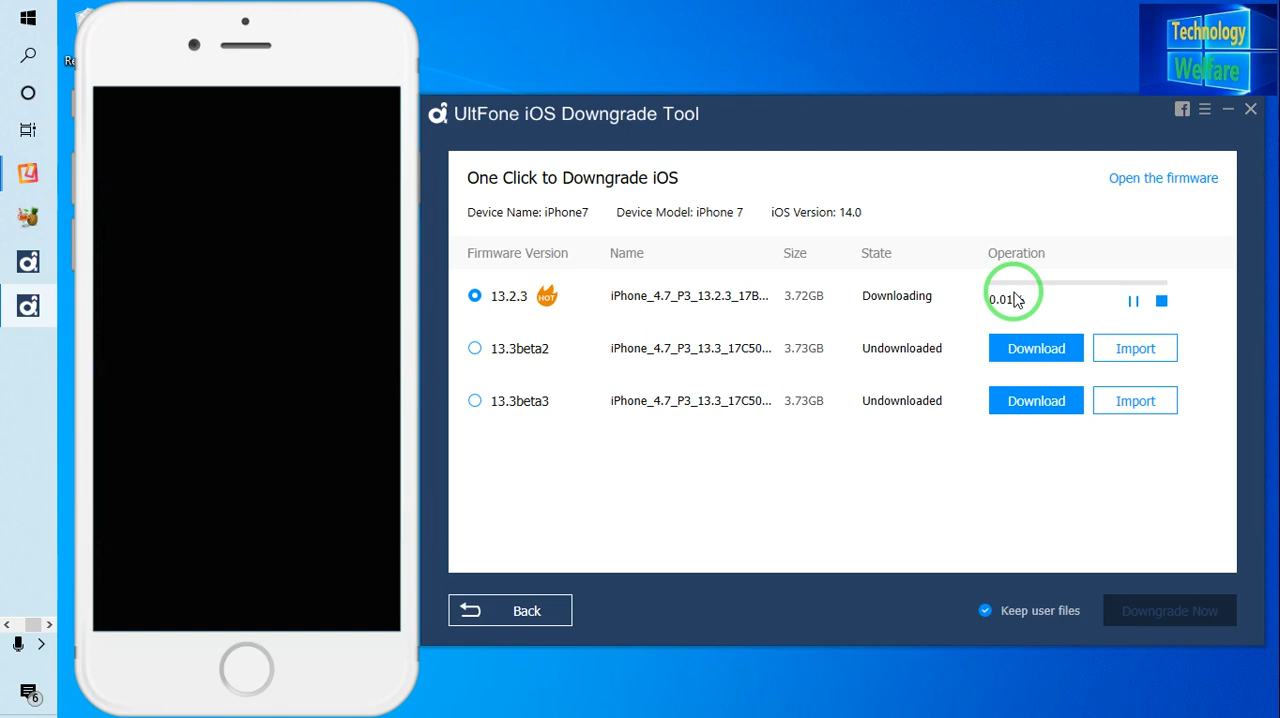 Technology
Welfare
Re
UltFone iOS Downgrade Tool
One Click to Downgrade iOS
Open the firmware
Device Name: iPhone7 Device Model: iPhone 7 iOS Version: 14.0
Firmware Version Name Size State Operation
13.2.3 HOT iPhone_4.7_P3_13.2.3_17B... 3.72GB Downloading
0.01
13.3beta2 iPhone_4.7_P3_13.3_17C50... 3.73GB Undownloaded Download Import
13.3beta3 iPhone_4.7_P3_13.3_17C50... 3.73GB Undownloaded Download Import
Back Keep user files Downgrade Now
6